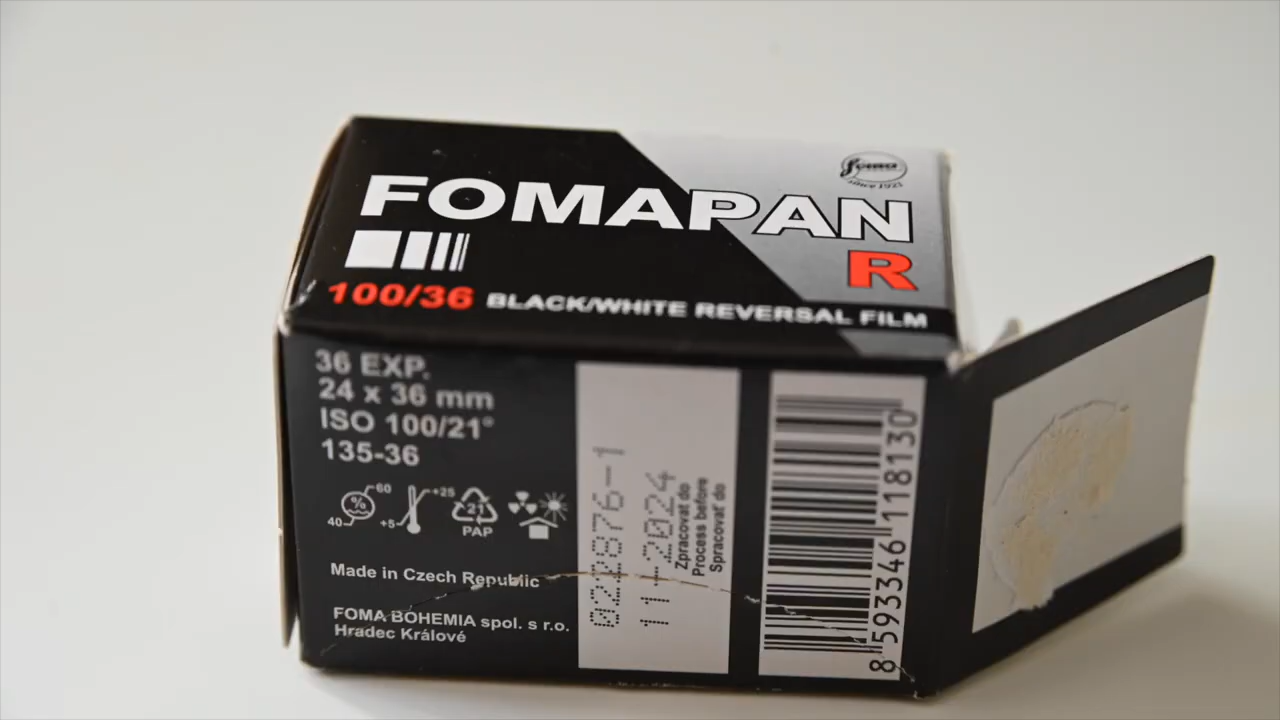 FOMA
since 1921
FOMAPAN
R
100/36 BLACK/WHITE REVERSAL FILM
36 EXP.
24 x 36 mm
ISO 100/21°
135-36
60
%
40
+25
+5
21
PAP
Made in Czech Republic
FOMA BOHEMIA spol. s r.o.
Hradec Králové
022876-1
11-2024
Zpracovat do
Process before
Spracovať do
8 593346 118130